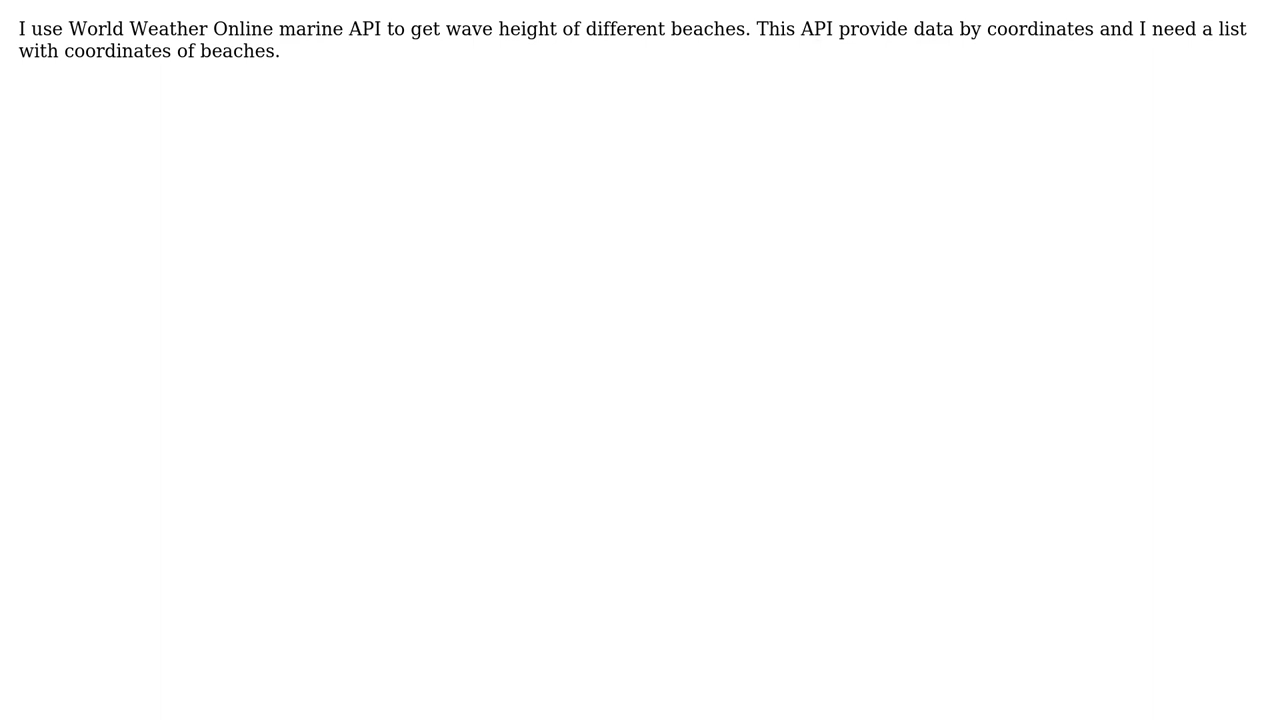 I use World Weather Online marine API to get wave height of different beaches. This API provide data by coordinates and I need a list
with coordinates of beaches.